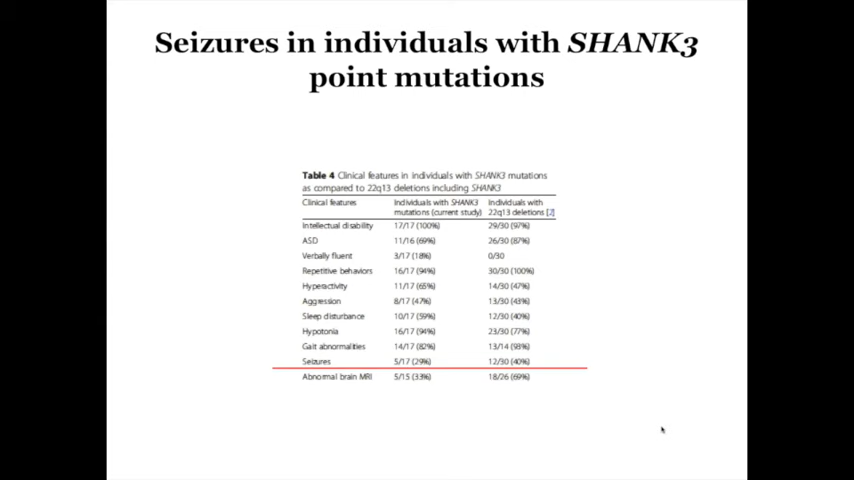 Seizures in individuals with SHANK3
point mutations
Table 4 Clinical features in individuals with SHANK3 mutations
as compared to 22q13 deletions including SHANK3
Clinical features Individuals with SHANK3 Individuals with
mutations (current study) 22q13 deletions [2]
Intellectual disability 17/17 (100%) 29/30 (97%)
ASD 11/16 (69%) 26/30 (87%)
Verbally fluent 3/17 (18%) 0/30
Repetitive behaviors 16/17 (94%) 30/30 (100%)
Hyperactivity 11/17 (65%) 14/30 (47%)
Aggression 8/17 (47%) 13/30 (43%)
Sleep disturbance 10/17 (59%) 12/30 (40%)
Hypotonia 16/17 (94%) 23/30 (77%)
Gait abnormalities 14/17 (82%) 13/14 (93%)
Seizures 5/17 (29%) 12/30 (40%)
Abnormal brain MRI 5/15 (33%) 18/26 (69%)